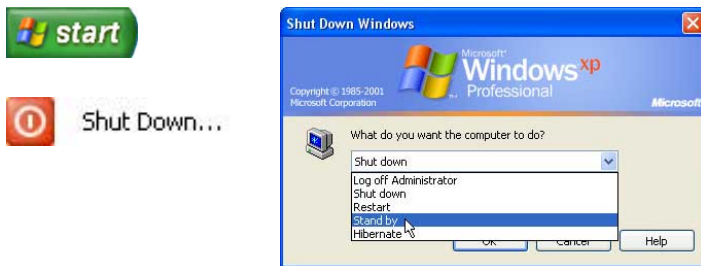 start
Shut Down...
Shut Down Windows
Microsoft®
Windows xp
Professional
Copyright © 1985-2001
Microsoft Corporation
Microsoft
What do you want the computer to do?
Shut down
Log off Administrator
Shut down
Restart
Stand by
Hibernate
OK Cancel Help